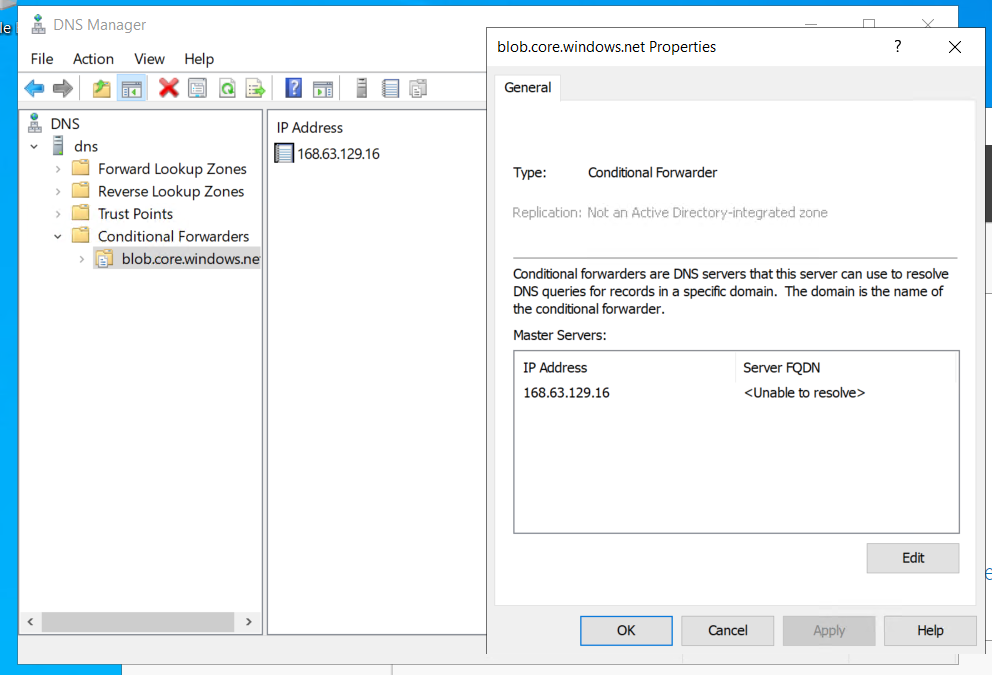 le
DNS Manager
File Action View Help
DNS
dns
Forward Lookup Zones
Reverse Lookup Zones
Trust Points
Conditional Forwarders
blob.core.windows.ne
IP Address
168.63.129.16
blob.core.windows.net Properties
?
General
Type: Conditional Forwarder
Replication: Not an Active Directory-integrated zone
Conditional forwarders are DNS servers that this server can use to resolve
DNS queries for records in a specific domain. The domain is the name of
the conditional forwarder.
Master Servers:
IP Address Server FQDN
168.63.129.16 <Unable to resolve>
Edit
OK Cancel Apply Help